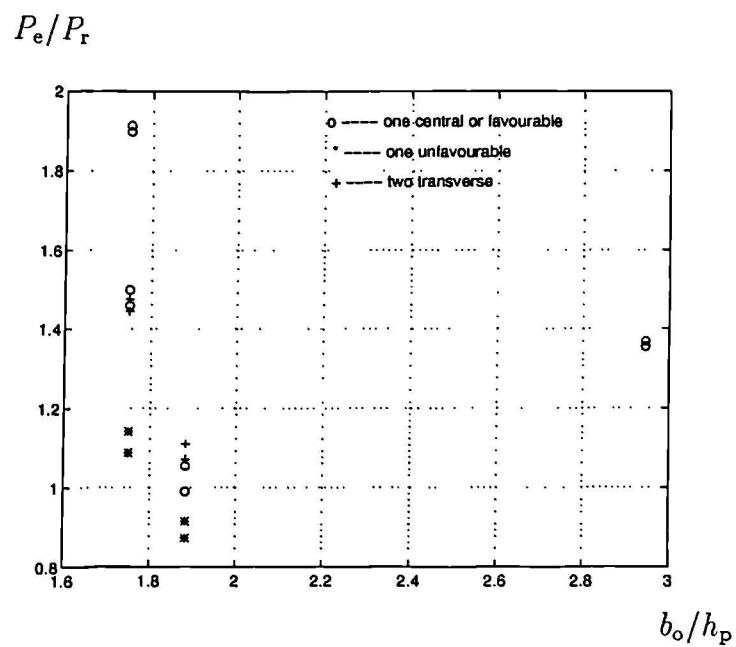 Pe/Pr
2
1.8
1.6
1.4
1.2
1
0.8
o ---- one central or favourable
* ---- one unfavourable
+ ---- two transverse
1.6 1.8 2 2.2 2.4 2.6 2.8 3
bo/hp